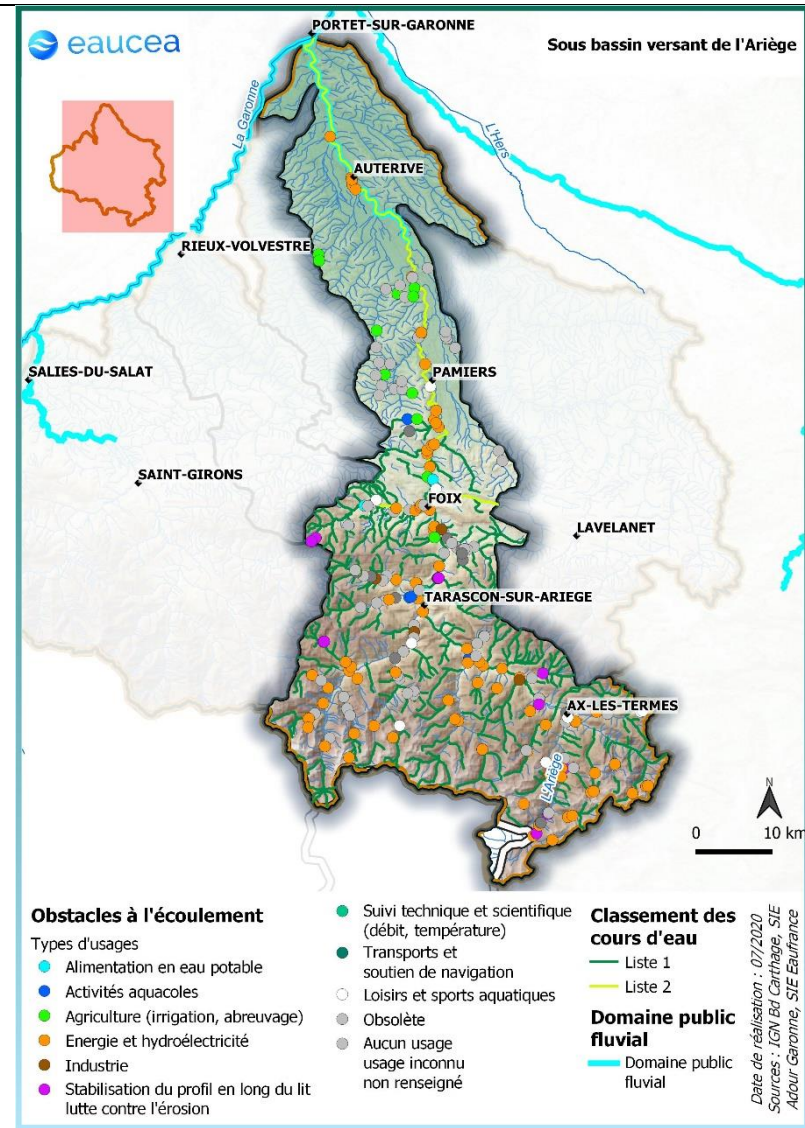 eaucea
PORTET-SUR-GARONNE
Sous bassin versant de l'Ariège
La Garonne
L'Hers
AUTERIVE
RIEUX-VOLVESTRE
SALIES-DU-SALAT
PAMIERS
SAINT-GIRONS
FOIX
LAVELANET
TARASCON-SUR-ARIEGE
AX-LES-TERMES
L'Ariège
N
0 10 km
Obstacles à l'écoulement
Types d'usages
Alimentation en eau potable
Activités aquacoles
Agriculture (irrigation, abreuvage)
Energie et hydroélectricité
Industrie
Stabilisation du profil en long du lit
lutte contre l'érosion
Suivi technique et scientifique
(débit, température)
Transports et
soutien de navigation
Loisirs et sports aquatiques
Obsolète
Aucun usage
usage inconnu
non renseigné
Classement des
cours d'eau
Liste 1
Liste 2
Domaine public
fluvial
Domaine public
fluvial
Date de réalisation : 07/2020
Sources : IGN Bd Carthage, SIE
Adour Garonne, SIE Eaufrance